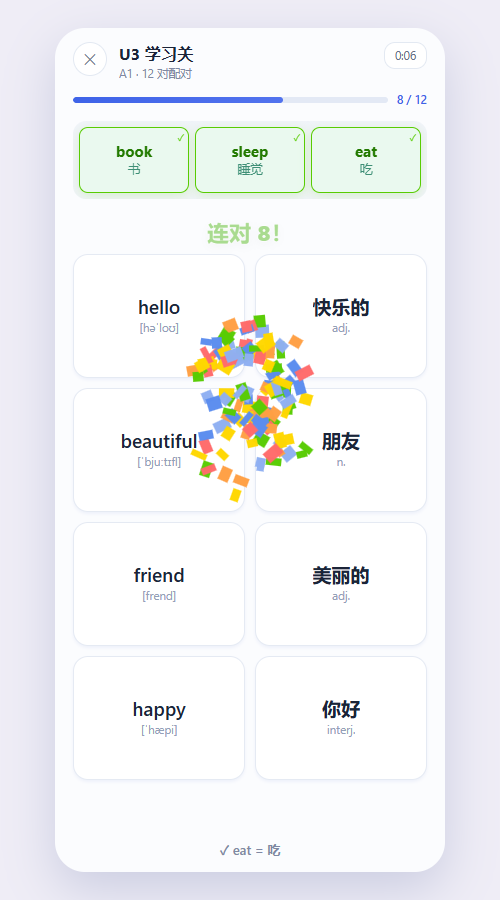 U3 学习关
A1 · 12 对配对
0:06
8 / 12
book
书
sleep
睡觉
eat
吃
连对 8！
hello
[həˈloʊ]
快乐的
adj.
beautiful
[ˈbjuːtɪfl]
朋友
n.
friend
[frend]
美丽的
adj.
happy
[ˈhæpi]
你好
interj.
✓ eat = 吃